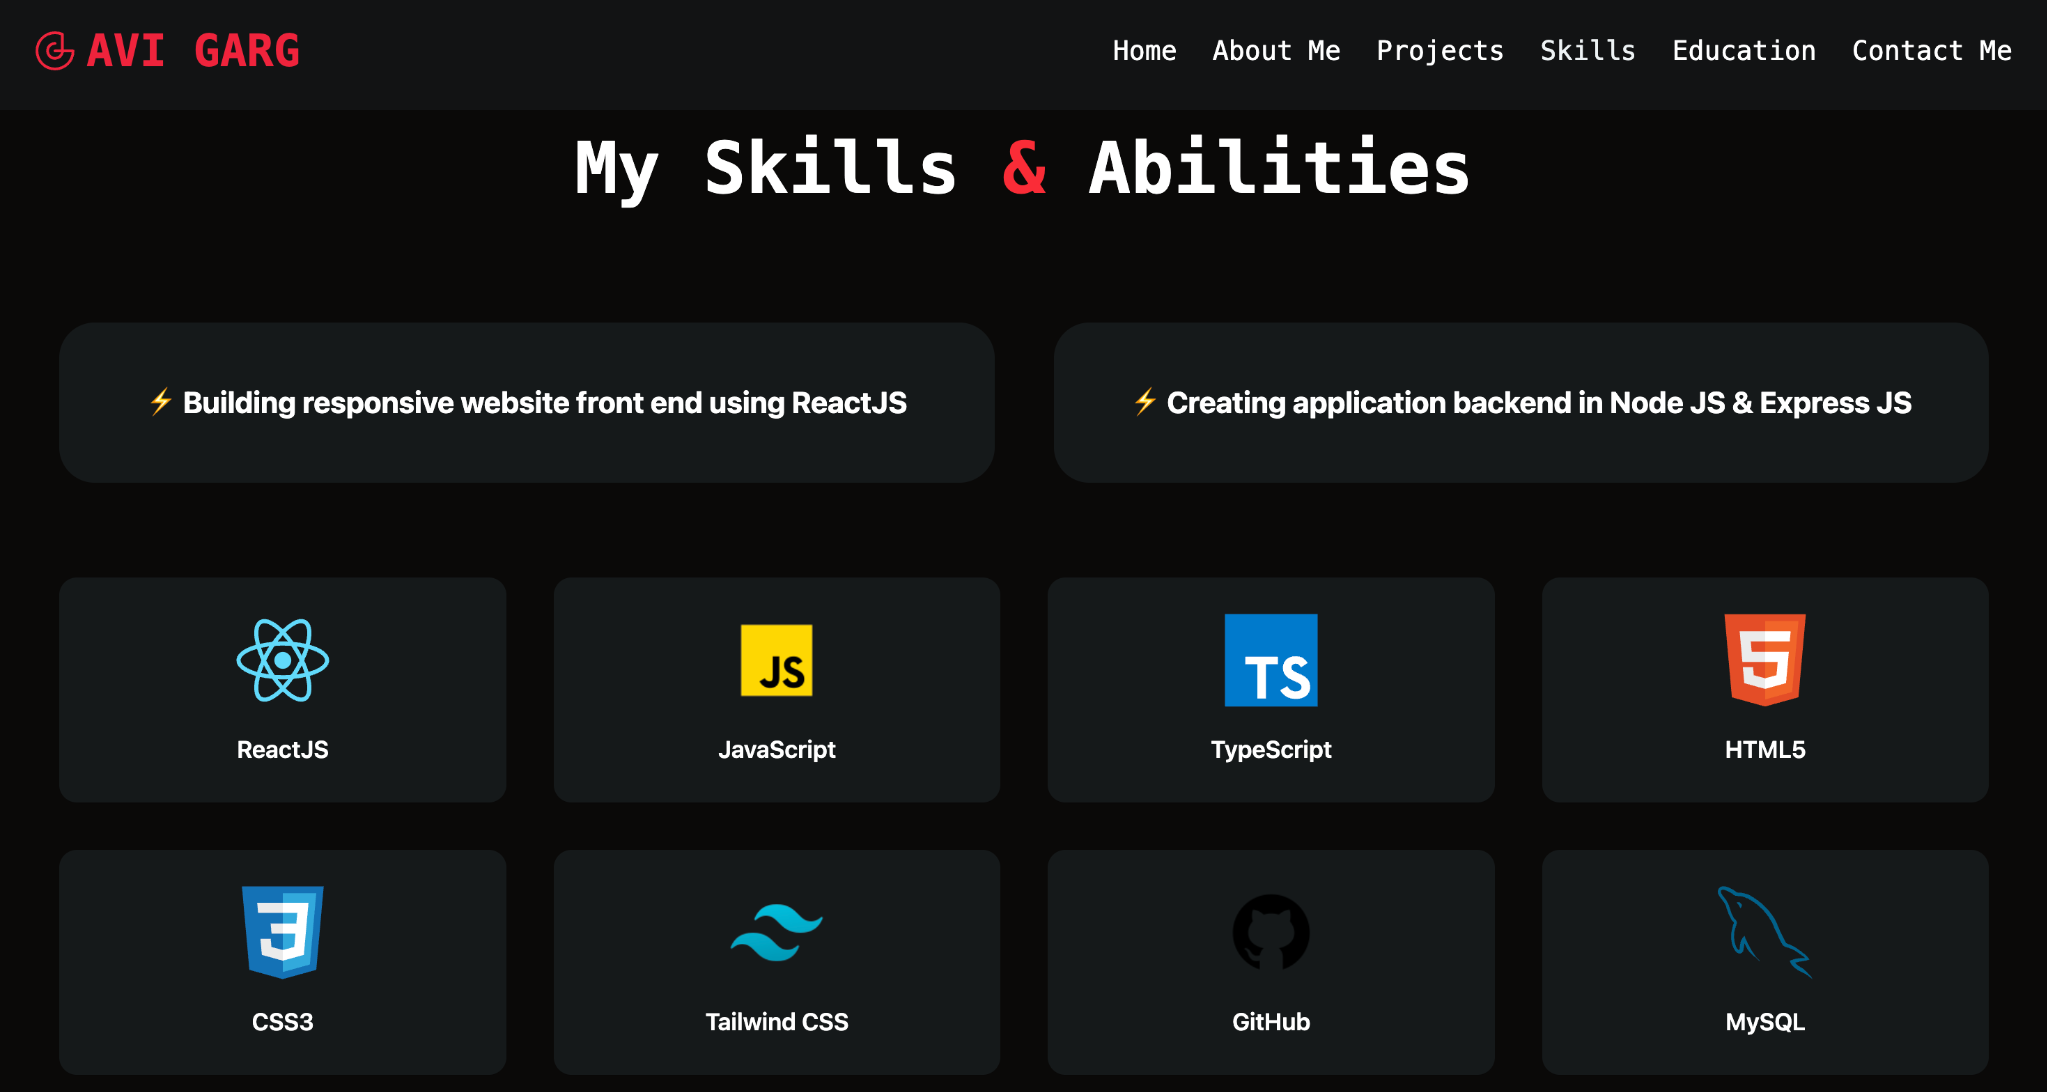 AVI GARG
Home About Me Projects Skills Education Contact Me
My Skills & Abilities
⚡ Building responsive website front end using ReactJS
⚡ Creating application backend in Node JS & Express JS
JS
TS
5
ReactJS
JavaScript
TypeScript
HTML5
3
CSS3
Tailwind CSS
GitHub
MySQL